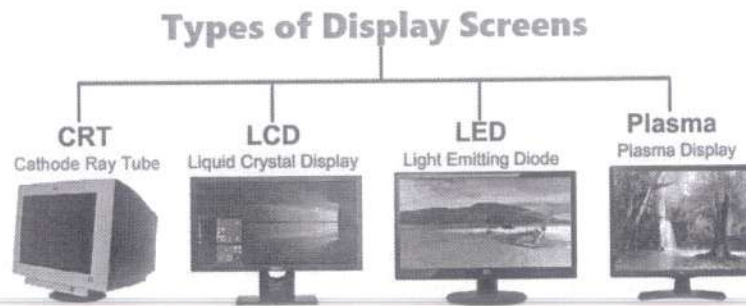 Types of Display Screens
CRT
Cathode Ray Tube
LCD
Liquid Crystal Display
LED
Light Emitting Diode
Plasma
Plasma Display